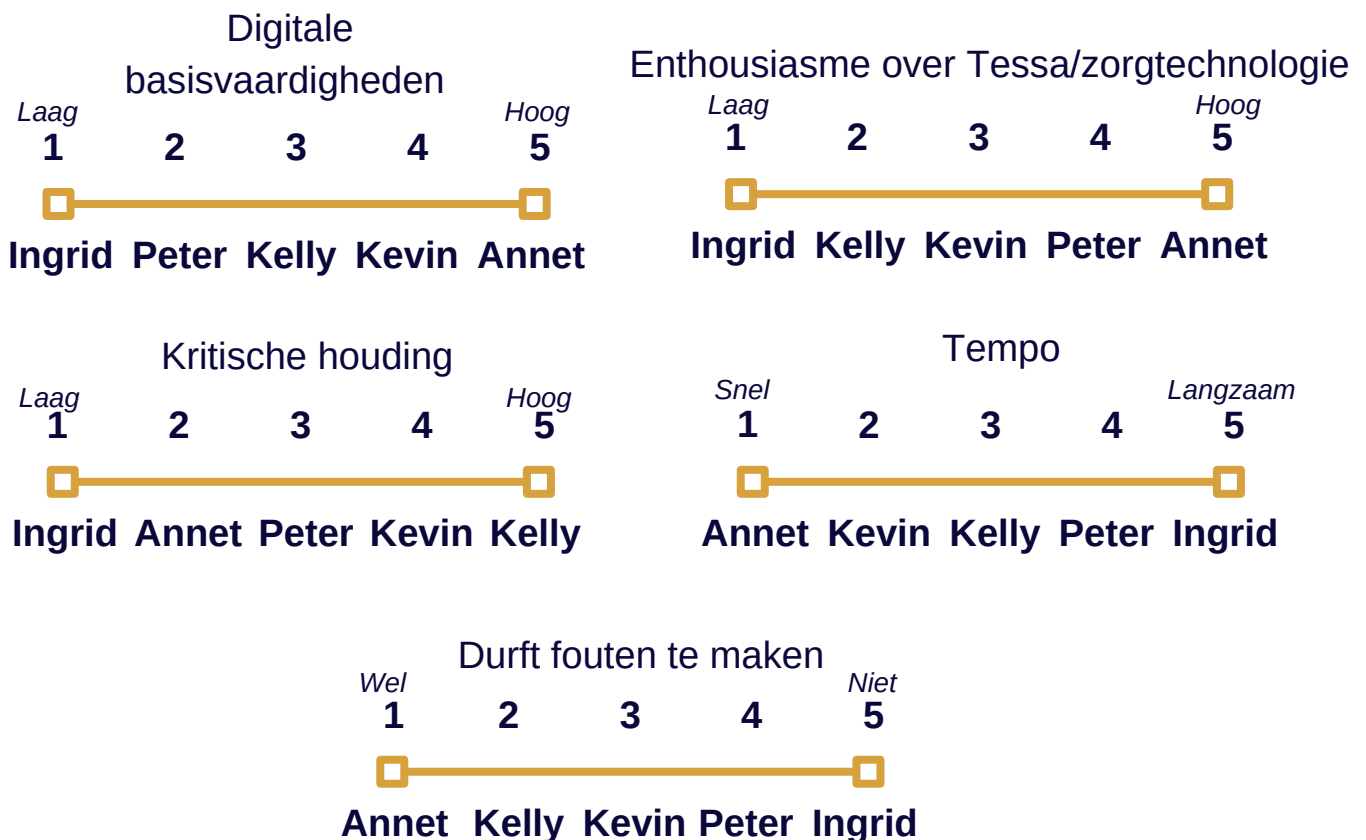 Digitale
basisvaardigheden
Laag Hoog
1 2 3 4 5
Ingrid Peter Kelly Kevin Annet
Enthousiasme over Tessa/zorgtechnologie
Laag Hoog
1 2 3 4 5
Ingrid Kelly Kevin Peter Annet
Kritische houding
Laag Hoog
1 2 3 4 5
Ingrid Annet Peter Kevin Kelly
Tempo
Snel Langzaam
1 2 3 4 5
Annet Kevin Kelly Peter Ingrid
Durft fouten te maken
Wel Niet
1 2 3 4 5
Annet Kelly Kevin Peter Ingrid